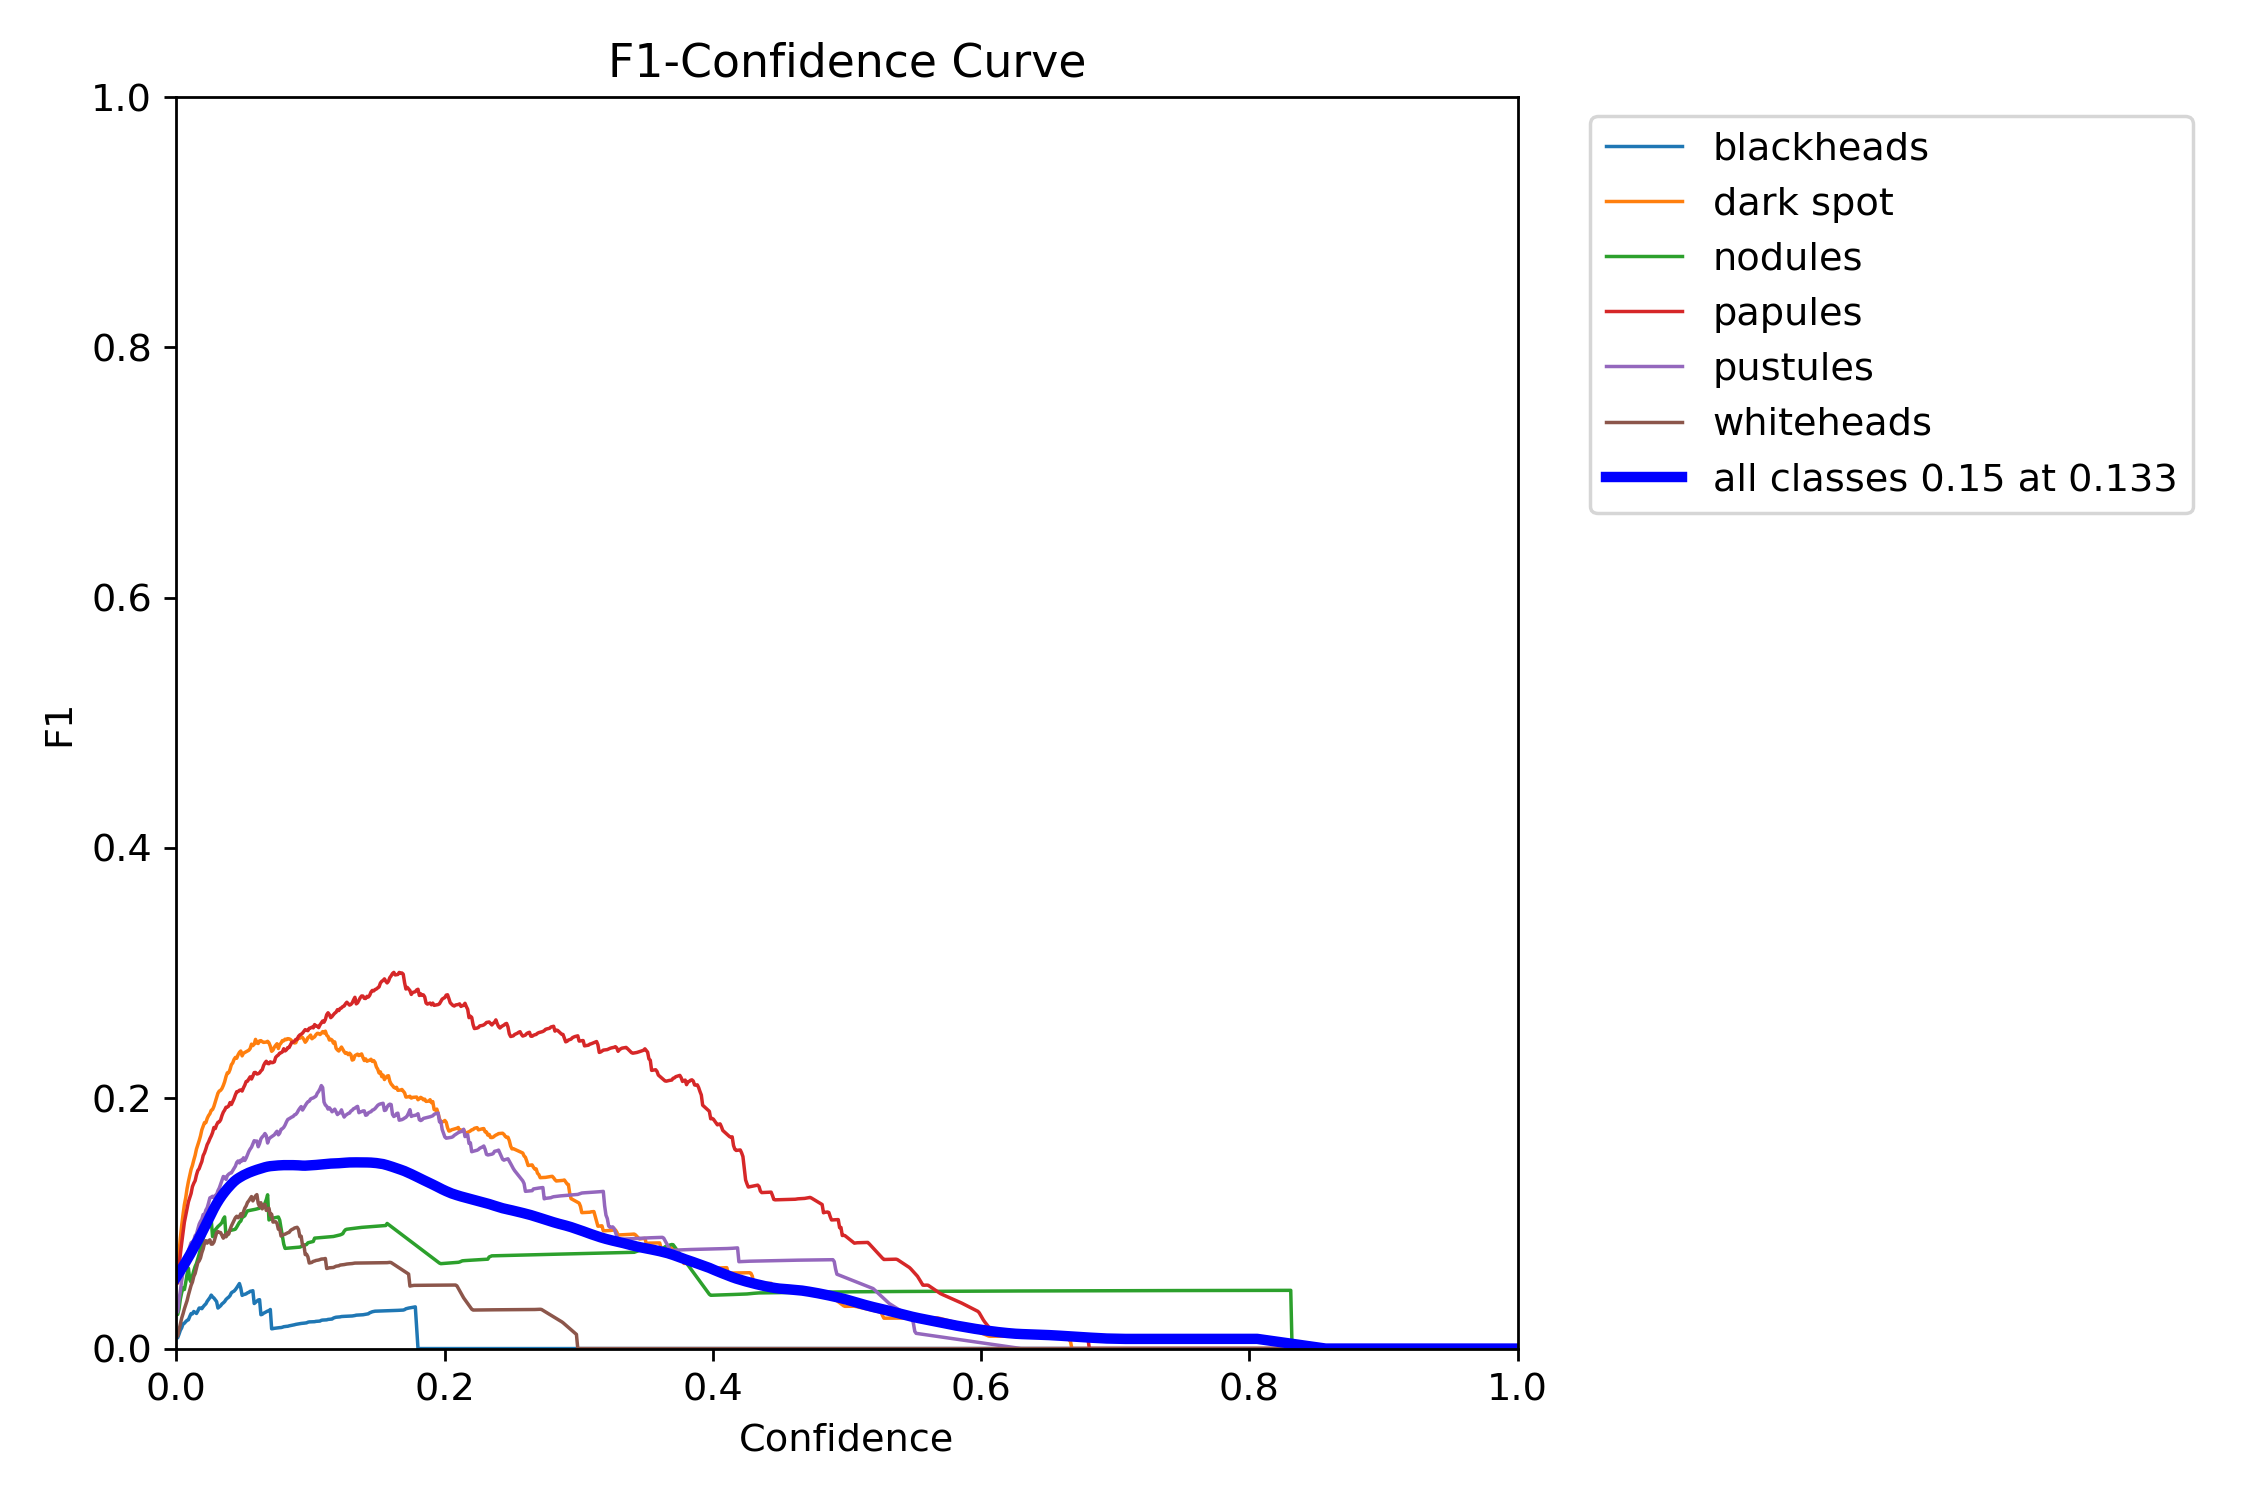 F1-Confidence Curve
1.0
0.8
0.6
0.4
0.2
0.0
F1
0.0 0.2 0.4 0.6 0.8 1.0
Confidence
blackheads
dark spot
nodules
papules
pustules
whiteheads
all classes 0.15 at 0.133